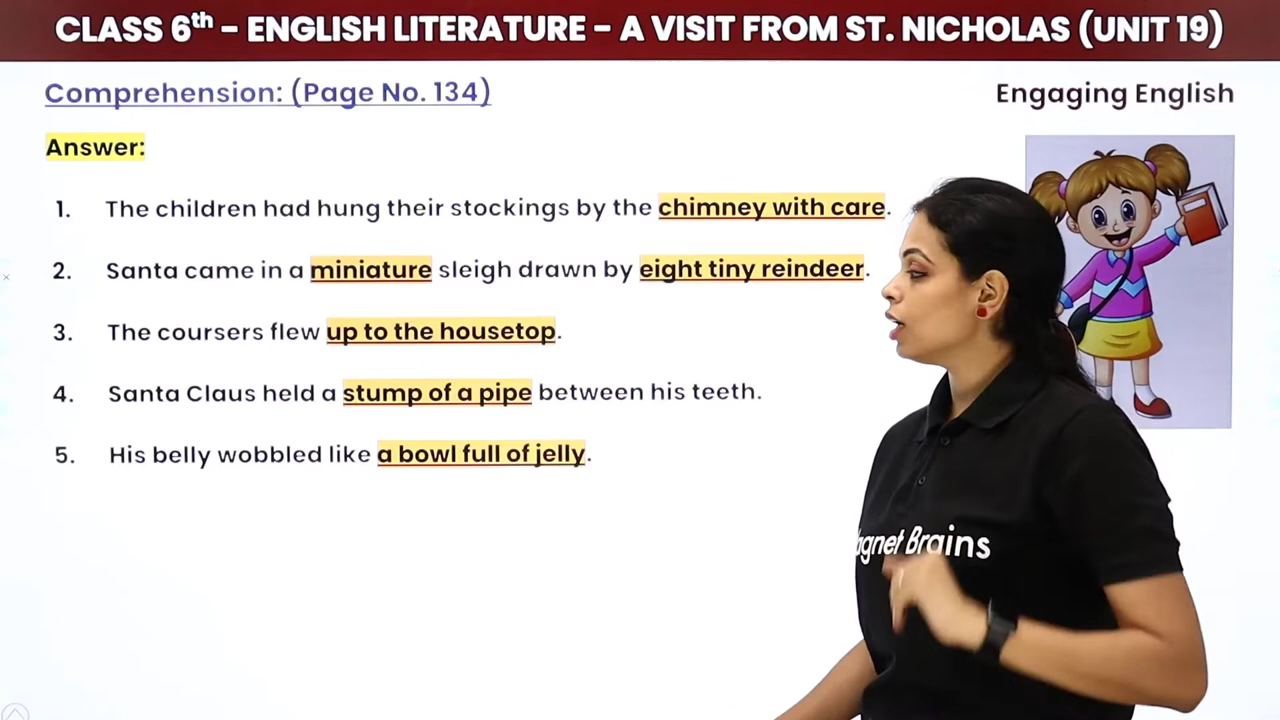 CLASS 6th – ENGLISH LITERATURE – A VISIT FROM ST. NICHOLAS (UNIT 19)
Comprehension: (Page No. 134)
Engaging English
Answer:
1. The children had hung their stockings by the chimney with care.
2. Santa came in a miniature sleigh drawn by eight tiny reindeer.
3. The coursers flew up to the housetop.
4. Santa Claus held a stump of a pipe between his teeth.
5. His belly wobbled like a bowl full of jelly.
agnet Brains